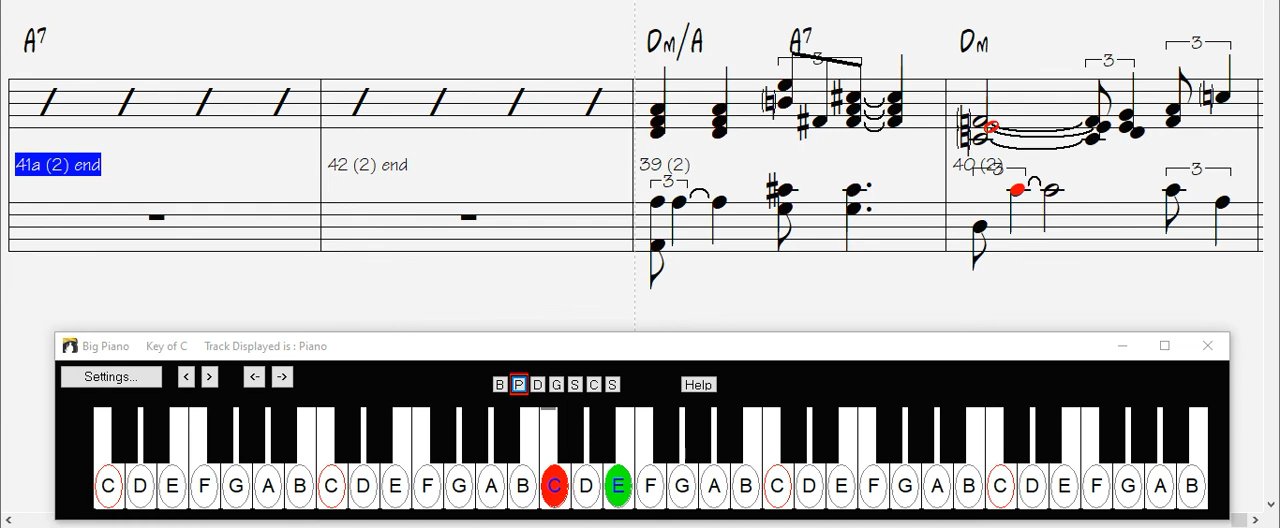 A7 Dm/A A7 Dm
3 3 3
41a (2) end 42 (2) end 39 (2) 40 (2)
3 3 3
Big Piano Key of C Track Displayed is : Piano
Settings... < > <- -> B P D G S C S Help
C D E F G A B C D E F G A B C D E F G A B C D E F G A B C D E F G A B